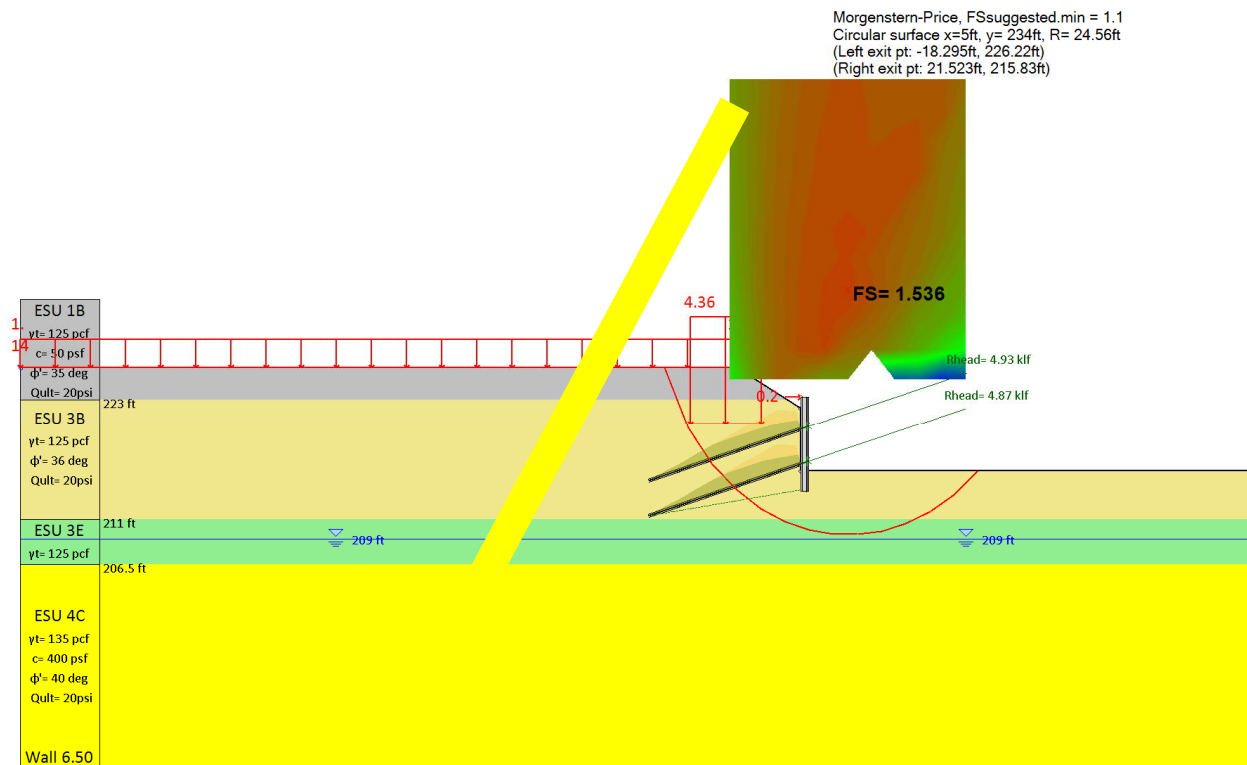 Morgenstern-Price, FSsuggested.min = 1.1
Circular surface x=5ft, y= 234ft, R= 24.56ft
(Left exit pt: -18.295ft, 226.22ft)
(Right exit pt: 21.523ft, 215.83ft)
FS= 1.536
4.36
ESU 1B
γt= 125 pcf
c= 50 psf
ϕ'= 35 deg
Qult= 20psi
1.
14
Rhead= 4.93 klf
Rhead= 4.87 klf
0.2
223 ft
ESU 3B
γt= 125 pcf
ϕ'= 36 deg
Qult= 20psi
211 ft
ESU 3E
γt= 125 pcf
209 ft
209 ft
206.5 ft
ESU 4C
γt= 135 pcf
c= 400 psf
ϕ'= 40 deg
Qult= 20psi
Wall 6.50